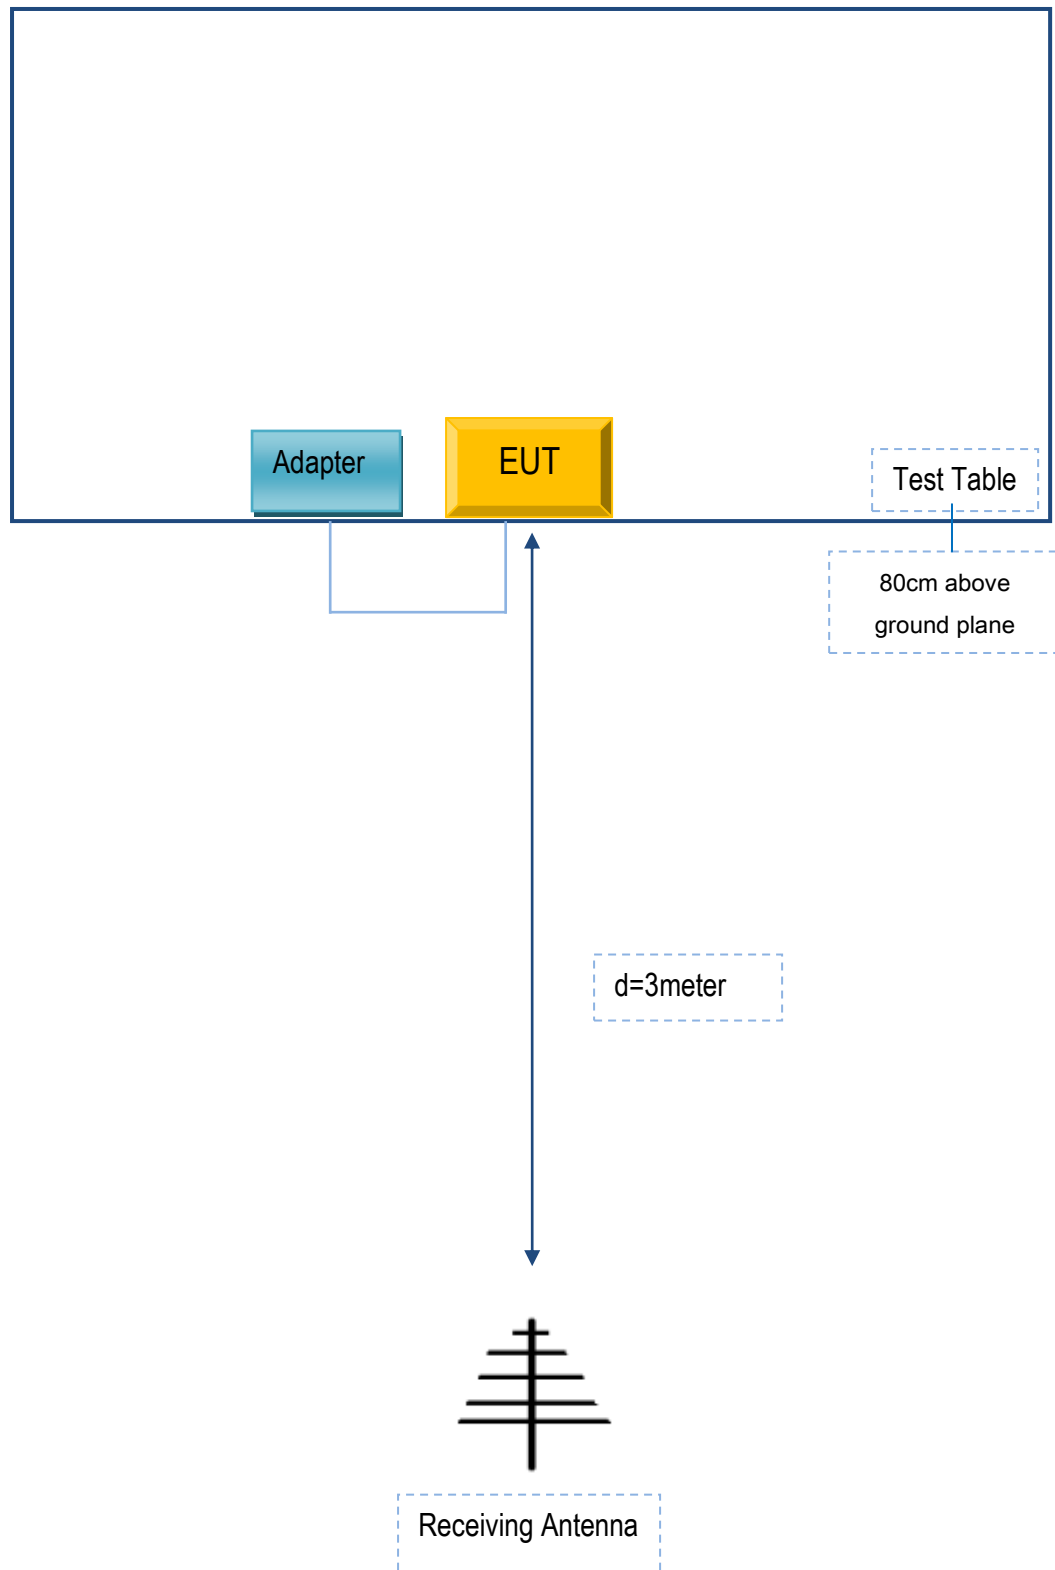 Adapter
EUT
Test Table
80cm above
ground plane
d=3meter
Receiving Antenna